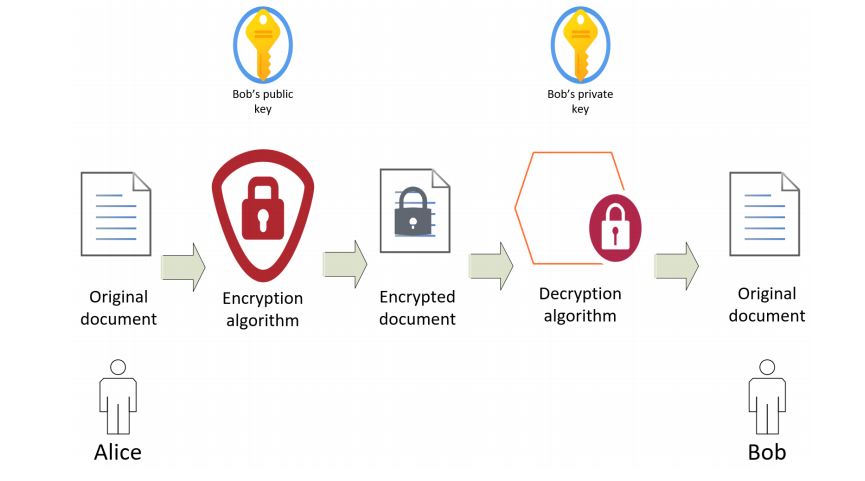 Bob's public
key
Bob's private
key
Original
document
Encryption
algorithm
Encrypted
document
Decryption
algorithm
Original
document
Alice
Bob